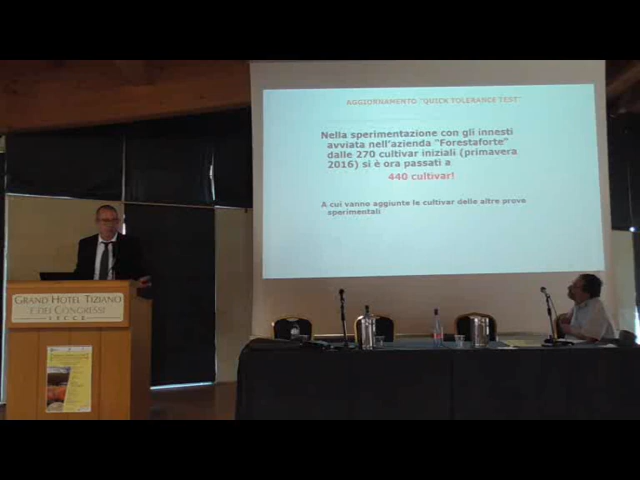 AGGIORNAMENTO "QUICK TOLERANCE TEST"
Nella sperimentazione con gli innesti
avviata nell'azienda "Forestaforte"
dalle 270 cultivar iniziali (primavera
2016) si è ora passati a
440 cultivar!
A cui vanno aggiunte le cultivar delle altre prove
sperimentali
GRAND HOTEL TIZIANO
E DEI CONGRESSI
LECCE